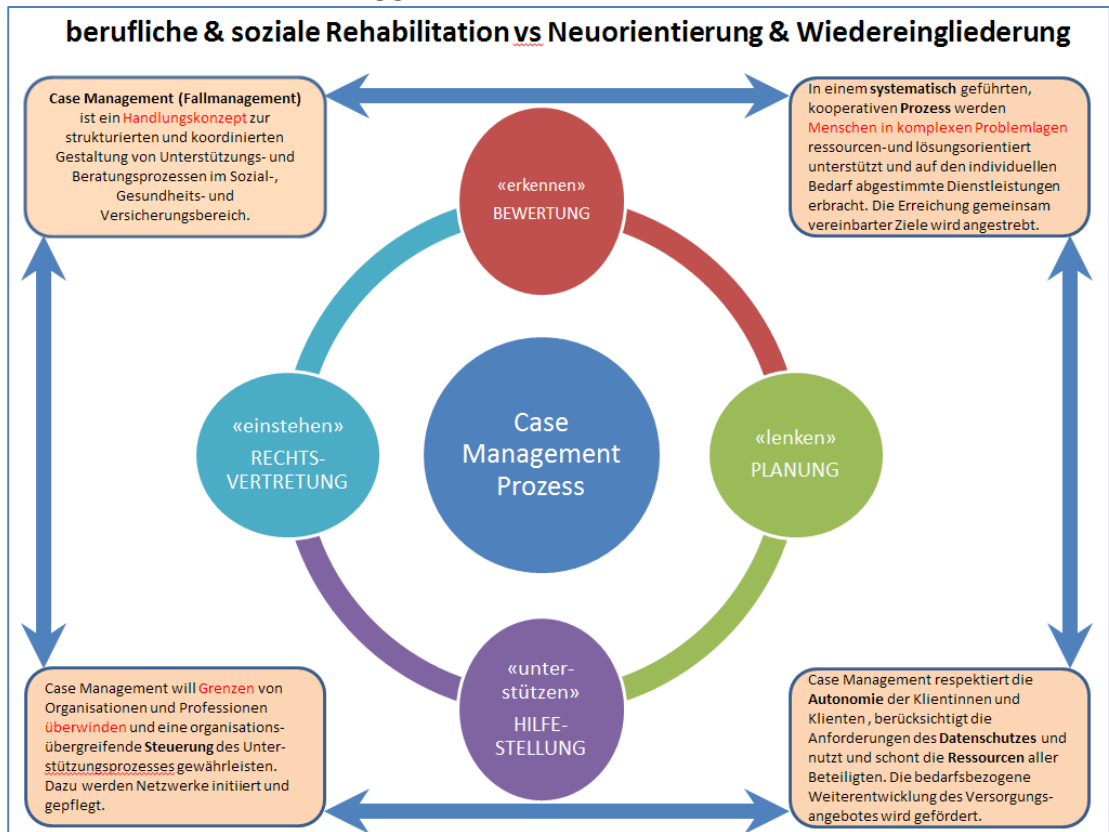 berufliche & soziale Rehabilitation vs Neuorientierung & Wiedereingliederung
Case Management (Fallmanagement)
ist ein Handlungskonzept zur
strukturierten und koordinierten
Gestaltung von Unterstützungs- und
Beratungsprozessen im Sozial-,
Gesundheits- und
Versicherungsbereich.
In einem systematisch geführten,
kooperativen Prozess werden
Menschen in komplexen Problemlagen
ressourcen-und lösungsorientiert
unterstützt und auf den individuellen
Bedarf abgestimmte Dienstleistungen
erbracht. Die Erreichung gemeinsam
vereinbarter Ziele wird angestrebt.
«erkennen»
BEWERTUNG
«einstehen»
RECHTS-
VERTRETUNG
Case
Management
Prozess
«lenken»
PLANUNG
«unter-
stützen»
HILFE-
STELLUNG
Case Management will Grenzen von
Organisationen und Professionen
überwinden und eine organisations-
übergreifende Steuerung des Unter-
stützungsprozesses gewährleisten.
Dazu werden Netzwerke initiiert und
gepflegt.
Case Management respektiert die
Autonomie der Klientinnen und
Klienten , berücksichtigt die
Anforderungen des Datenschutzes und
nutzt und schont die Ressourcen aller
Beteiligten. Die bedarfsbezogene
Weiterentwicklung des Versorgungs-
angebotes wird gefördert.